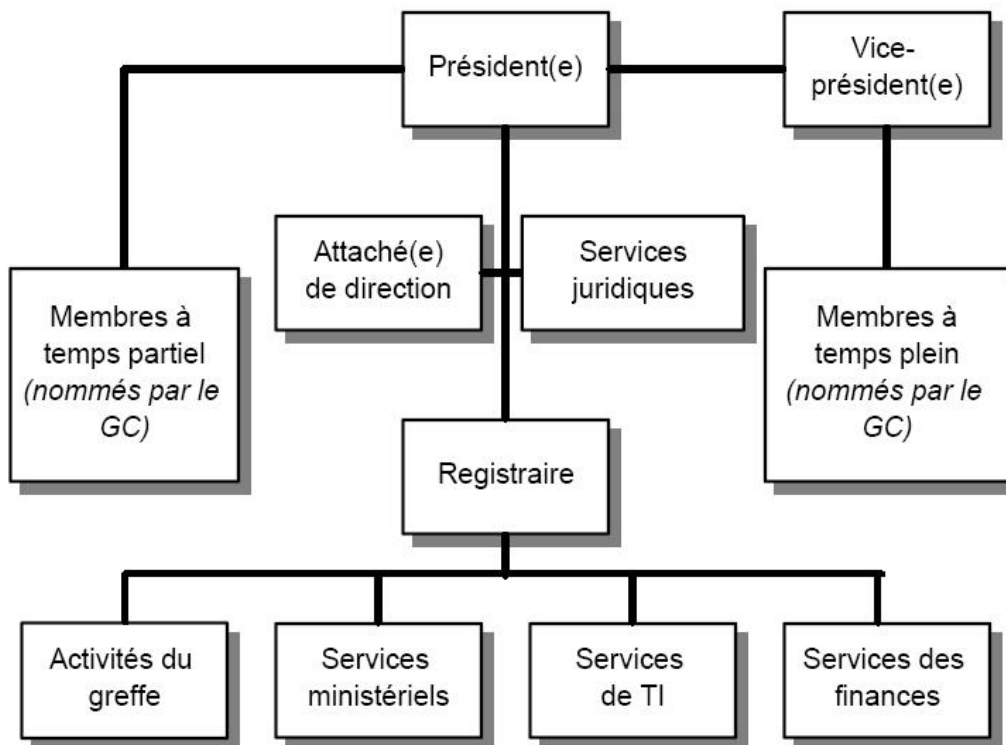 Président(e)
Vice-
président(e)
Attaché(e)
de direction
Services
juridiques
Membres à
temps partiel
(nommés par le
GC)
Membres à
temps plein
(nommés par le
GC)
Registraire
Activités du
greffe
Services
ministériels
Services
de TI
Services des
finances